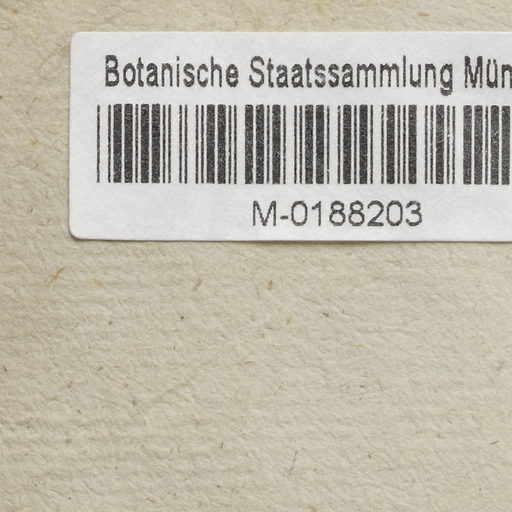 Botanische Staatssammlung Mün
M-0188203